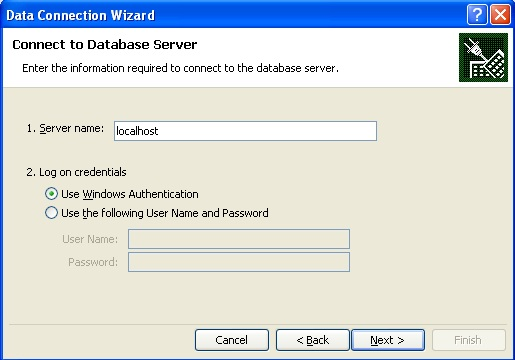 Data Connection Wizard
Connect to Database Server
Enter the information required to connect to the database server.
1. Server name: localhost
2. Log on credentials
Use Windows Authentication
Use the following User Name and Password
User Name:
Password:
Cancel < Back Next > Finish